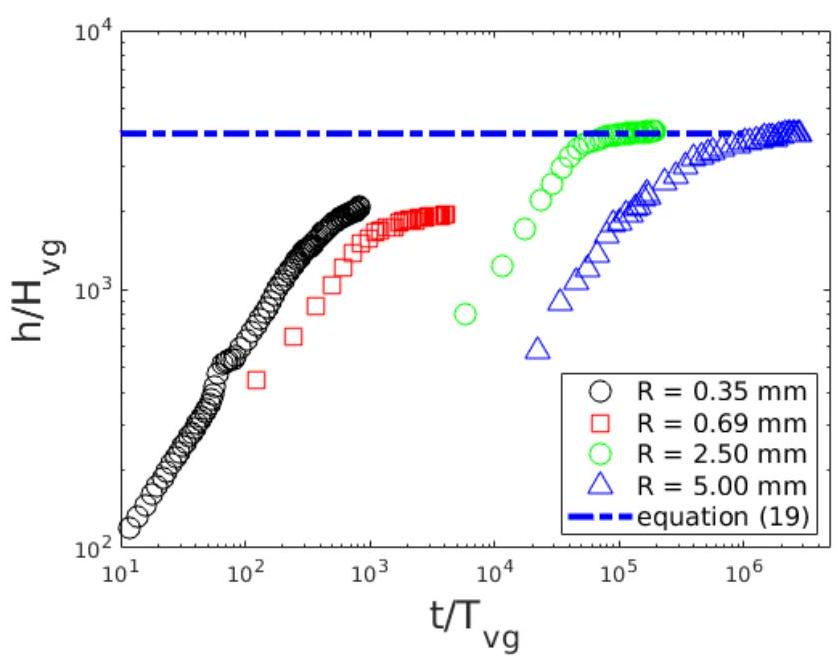 10^4
10^3
10^2
h/H_vg
10^1 10^2 10^3 10^4 10^5 10^6
t/T_vg
R = 0.35 mm
R = 0.69 mm
R = 2.50 mm
R = 5.00 mm
equation (19)